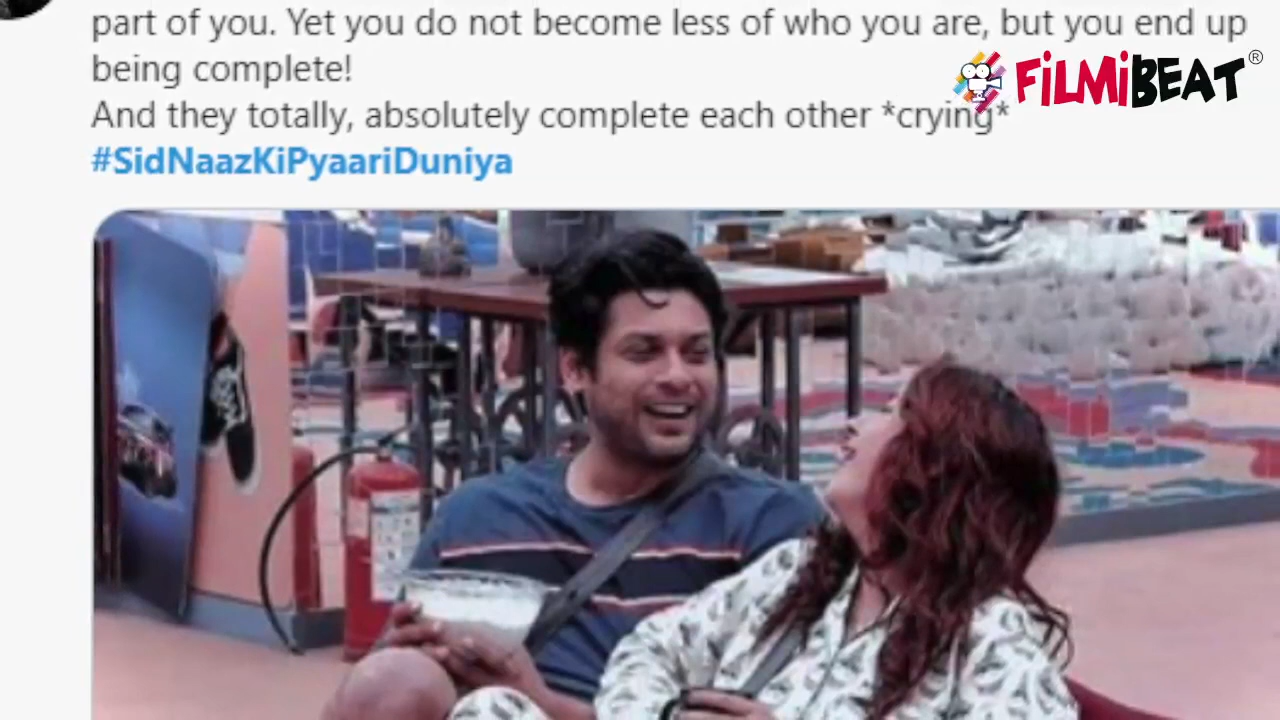 part of you. Yet you do not become less of who you are, but you end up
being complete!
FiLMiBEAT®
And they totally, absolutely complete each other *crying*
#SidNaazKiPyaariDuniya